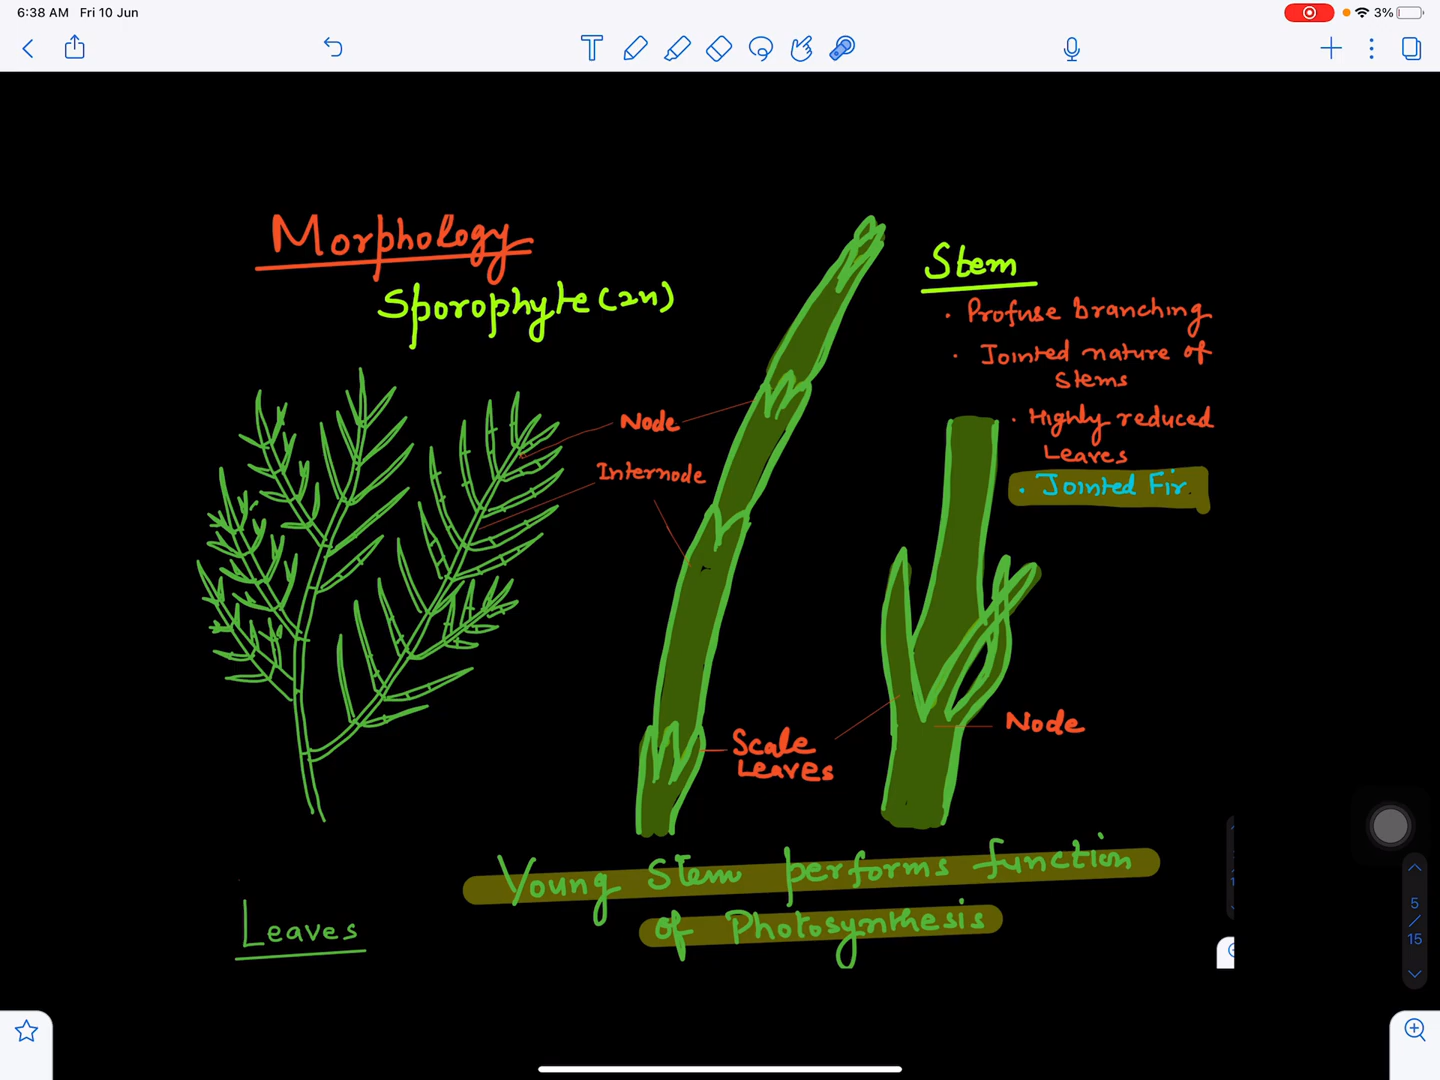 6:38 AM Fri 10 Jun
3%
Morphology
Sporophyte (2n)
Stem
• Profuse branching
• Jointed nature of
Stems
• Highly reduced
Leaves
• Jointed Fir.
Node
Internode
Scale
Leaves
Node
Young Stem performs function
of Photosynthesis
Leaves
5
/
15